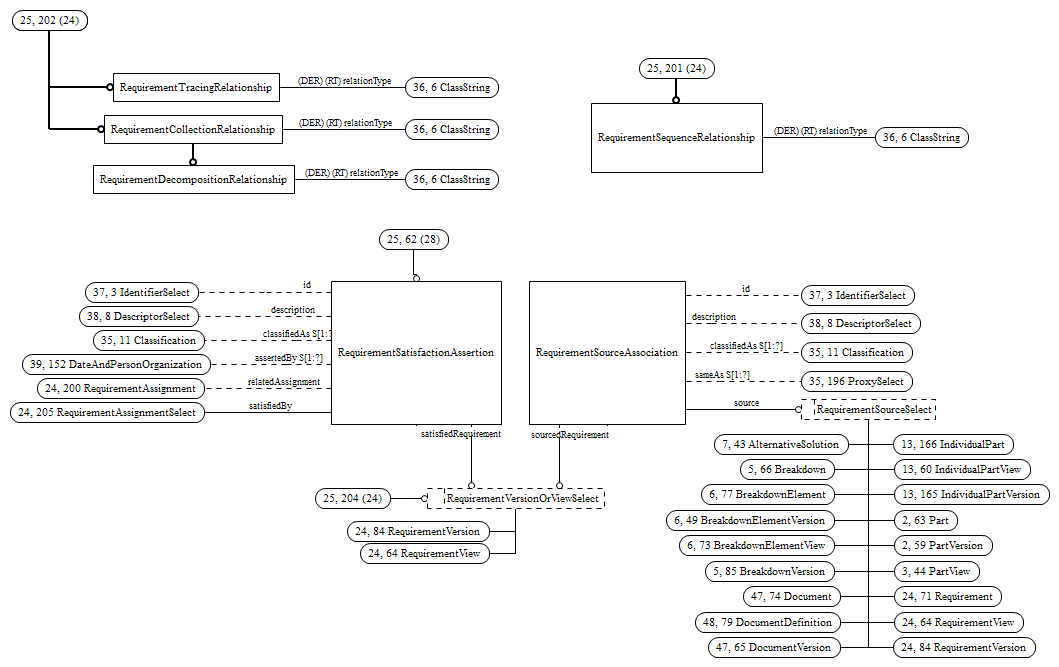 25, 202 (24)
RequirementTracingRelationship
(DER) (RT) relationType
36, 6 ClassString
RequirementCollectionRelationship
(DER) (RT) relationType
36, 6 ClassString
RequirementDecompositionRelationship
(DER) (RT) relationType
36, 6 ClassString
25, 201 (24)
RequirementSequenceRelationship
(DER) (RT) relationType
36, 6 ClassString
25, 62 (28)
37, 3 IdentifierSelect
id
38, 8 DescriptorSelect
description
35, 11 Classification
classifiedAs S[1:?
39, 152 DateAndPersonOrganization
assertedBy S[1:?]
24, 200 RequirementAssignment
relatedAssignment
24, 205 RequirementAssignmentSelect
satisfiedBy
RequirementSatisfactionAssertion
satisfiedRequirement
RequirementSourceAssociation
sourcedRequirement
id
37, 3 IdentifierSelect
description
38, 8 DescriptorSelect
classifiedAs S[1:?]
35, 11 Classification
sameAs S[1:?]
35, 196 ProxySelect
source
RequirementSourceSelect
25, 204 (24)
RequirementVersionOrViewSelect
24, 84 RequirementVersion
24, 64 RequirementView
7, 43 AlternativeSolution
13, 166 IndividualPart
5, 66 Breakdown
13, 60 IndividualPartView
6, 77 BreakdownElement
13, 165 IndividualPartVersion
6, 49 BreakdownElementVersion
2, 63 Part
6, 73 BreakdownElementView
2, 59 PartVersion
5, 85 BreakdownVersion
3, 44 PartView
47, 74 Document
24, 71 Requirement
48, 79 DocumentDefinition
24, 64 RequirementView
47, 65 DocumentVersion
24, 84 RequirementVersion